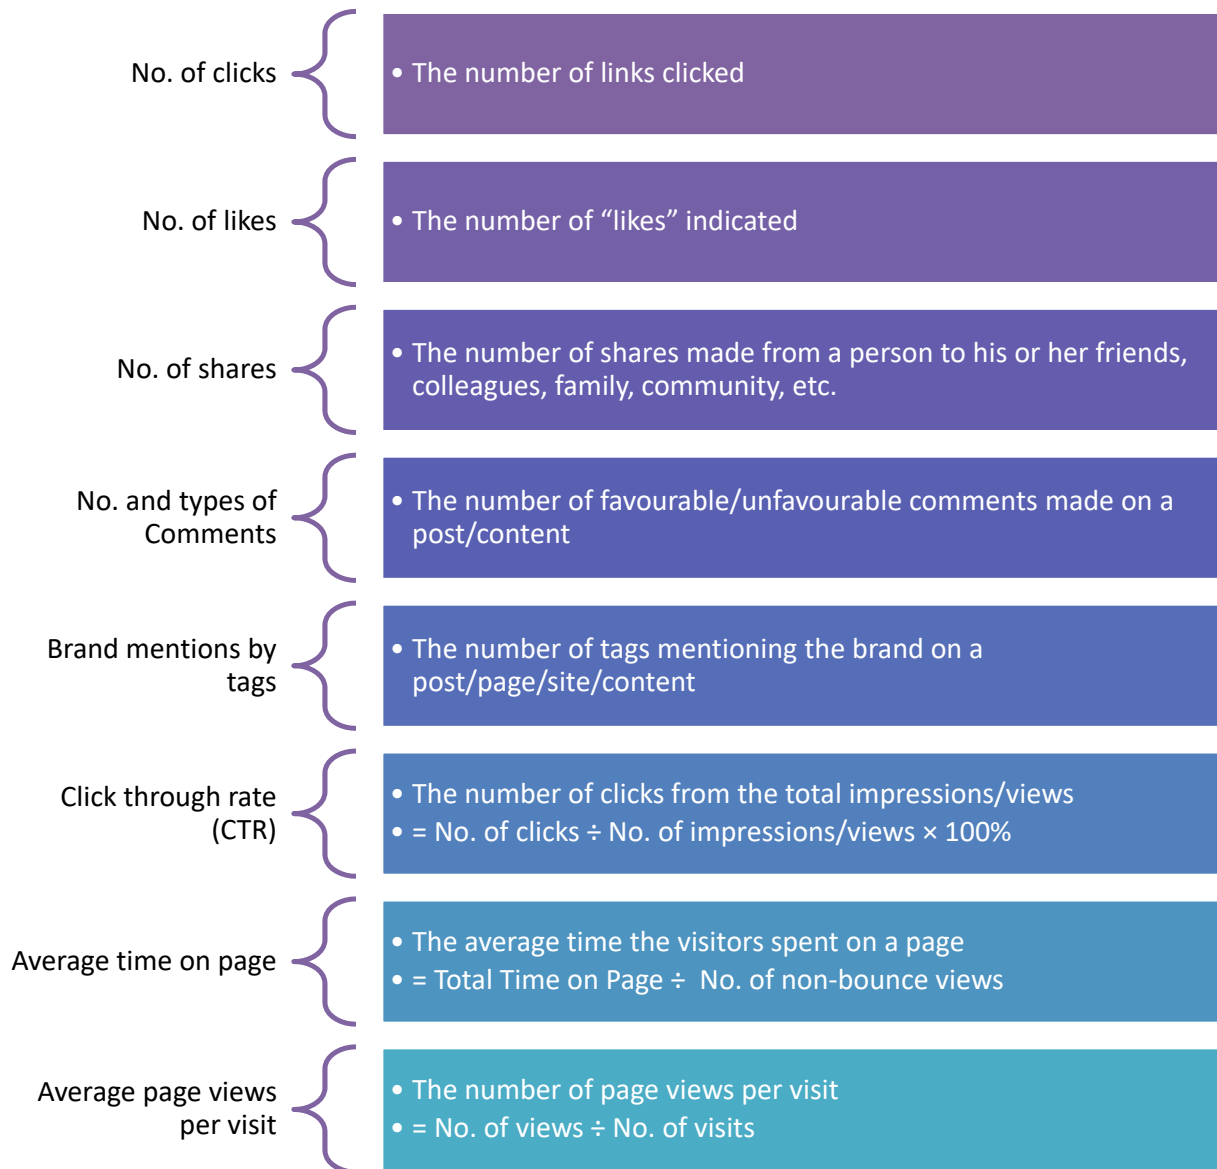 No. of clicks
• The number of links clicked
No. of likes
• The number of “likes” indicated
No. of shares
• The number of shares made from a person to his or her friends,
colleagues, family, community, etc.
No. and types of
Comments
• The number of favourable/unfavourable comments made on a
post/content
Brand mentions by
tags
• The number of tags mentioning the brand on a
post/page/site/content
Click through rate
(CTR)
• The number of clicks from the total impressions/views
• = No. of clicks ÷ No. of impressions/views × 100%
Average time on page
• The average time the visitors spent on a page
• = Total Time on Page ÷  No. of non-bounce views
Average page views
per visit
• The number of page views per visit
• = No. of views ÷ No. of visits